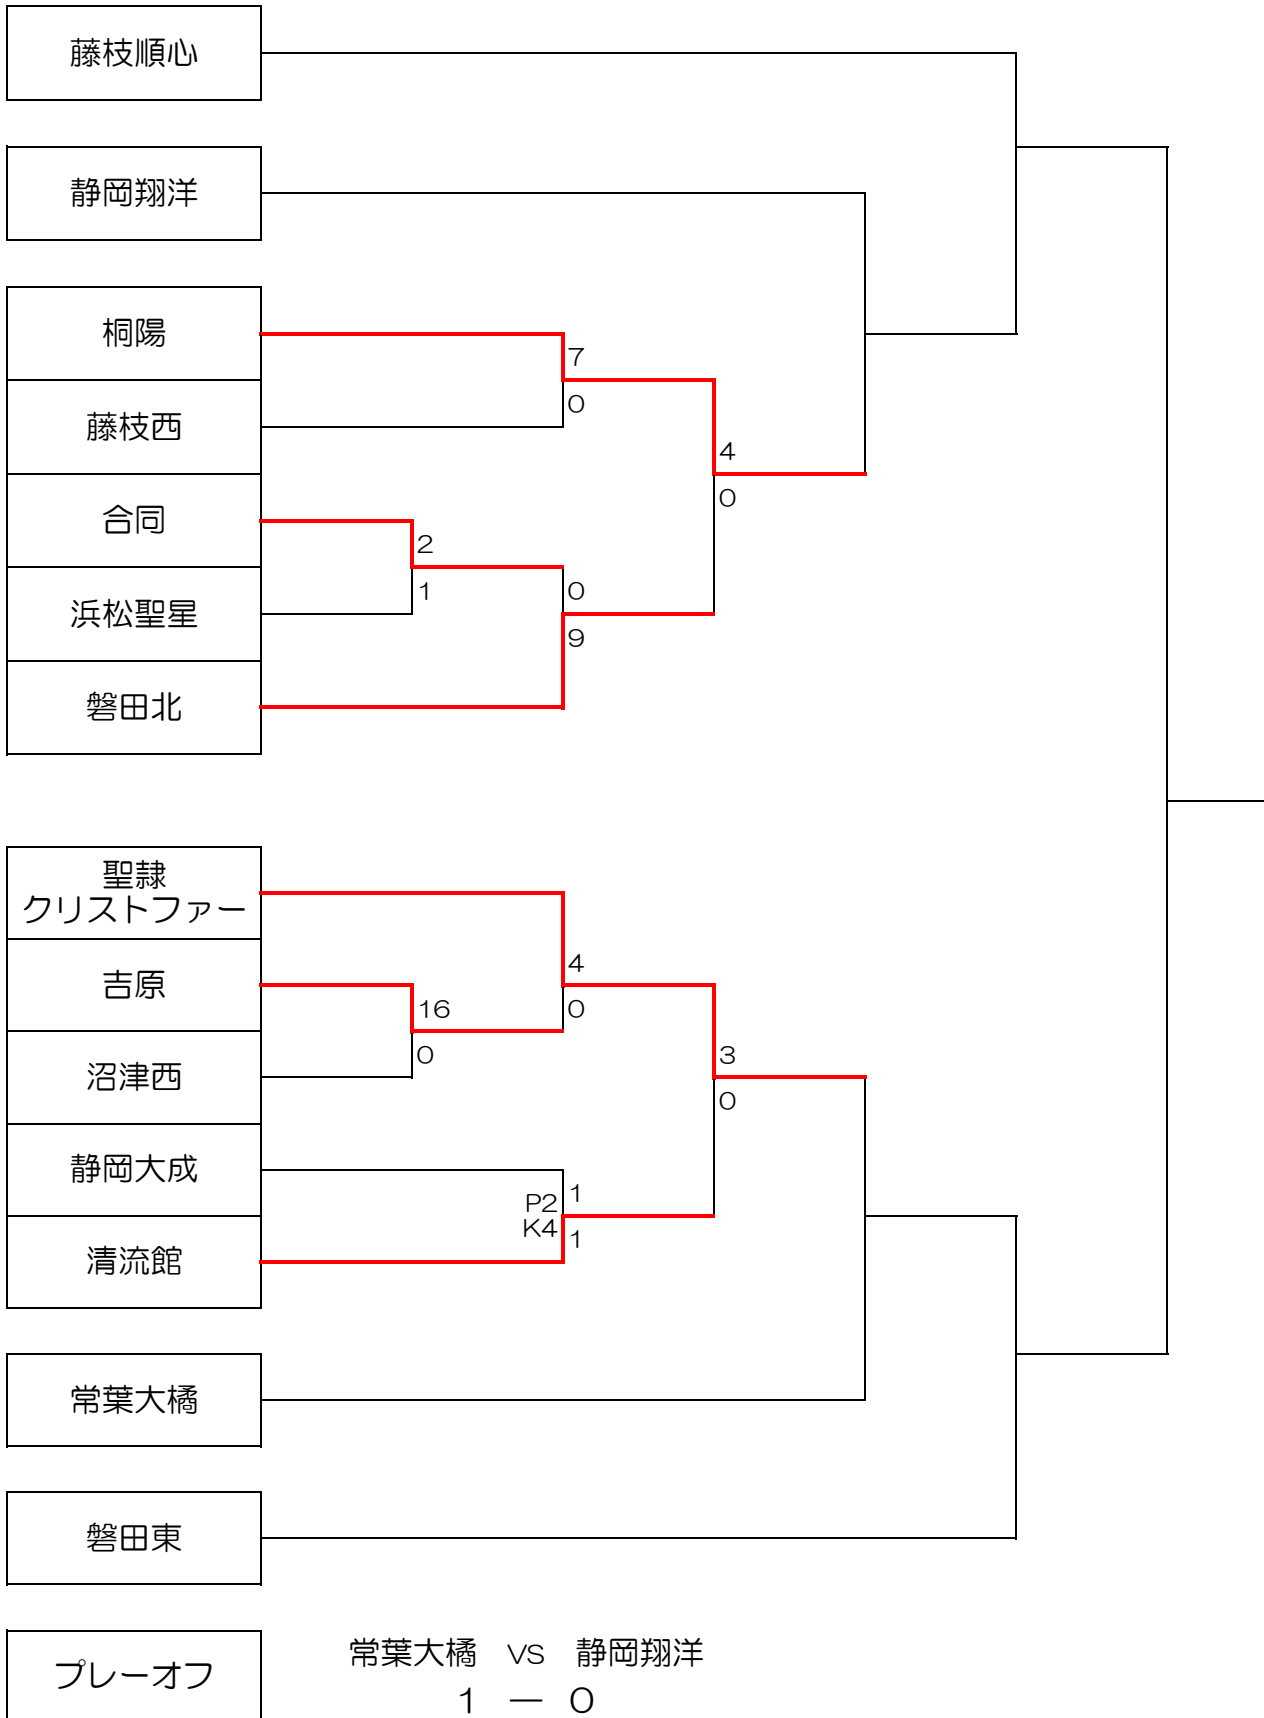 藤枝順心
静岡翔洋
桐陽
7
0
藤枝西
4
0
合同
2
1
0
9
浜松聖星
磐田北
聖隷
クリストファー
4
0
吉原
16
0
3
0
沼津西
静岡大成
P2
K4
1
1
清流館
常葉大橘
磐田東
プレーオフ
常葉大橘 VS 静岡翔洋
1 ― 0